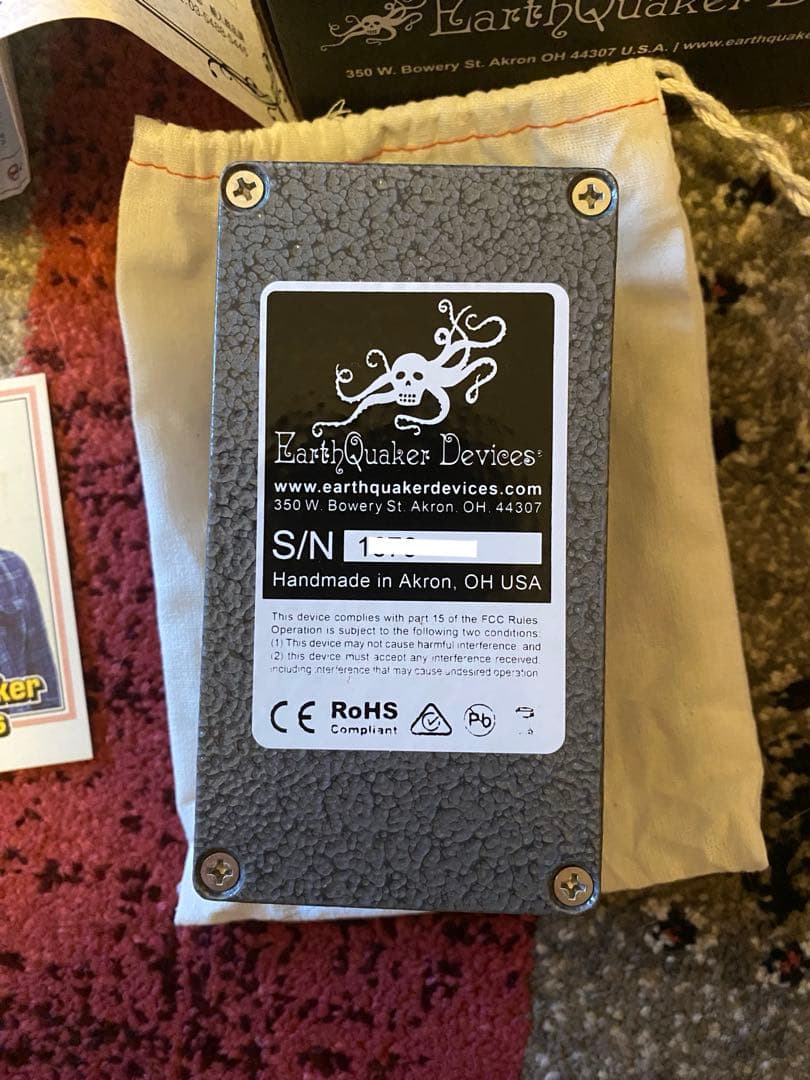 EarthQuaker D
350 W. Bowery St. Akron OH 44307 U.S.A. | www.earthquake
EarthQuaker Devices
www.earthquakerdevices.com
350 W. Bowery St. Akron. OH. 44307
S/N
Handmade in Akron, OH USA
This device complies with part 15 of the FCC Rules
Operation is subject to the following two conditions:
(1) This device may not cause harmful interference, and
(2) this device must accept any interference received,
including interference that may cause undesired operation
CE RoHS Compliant Pb
ker